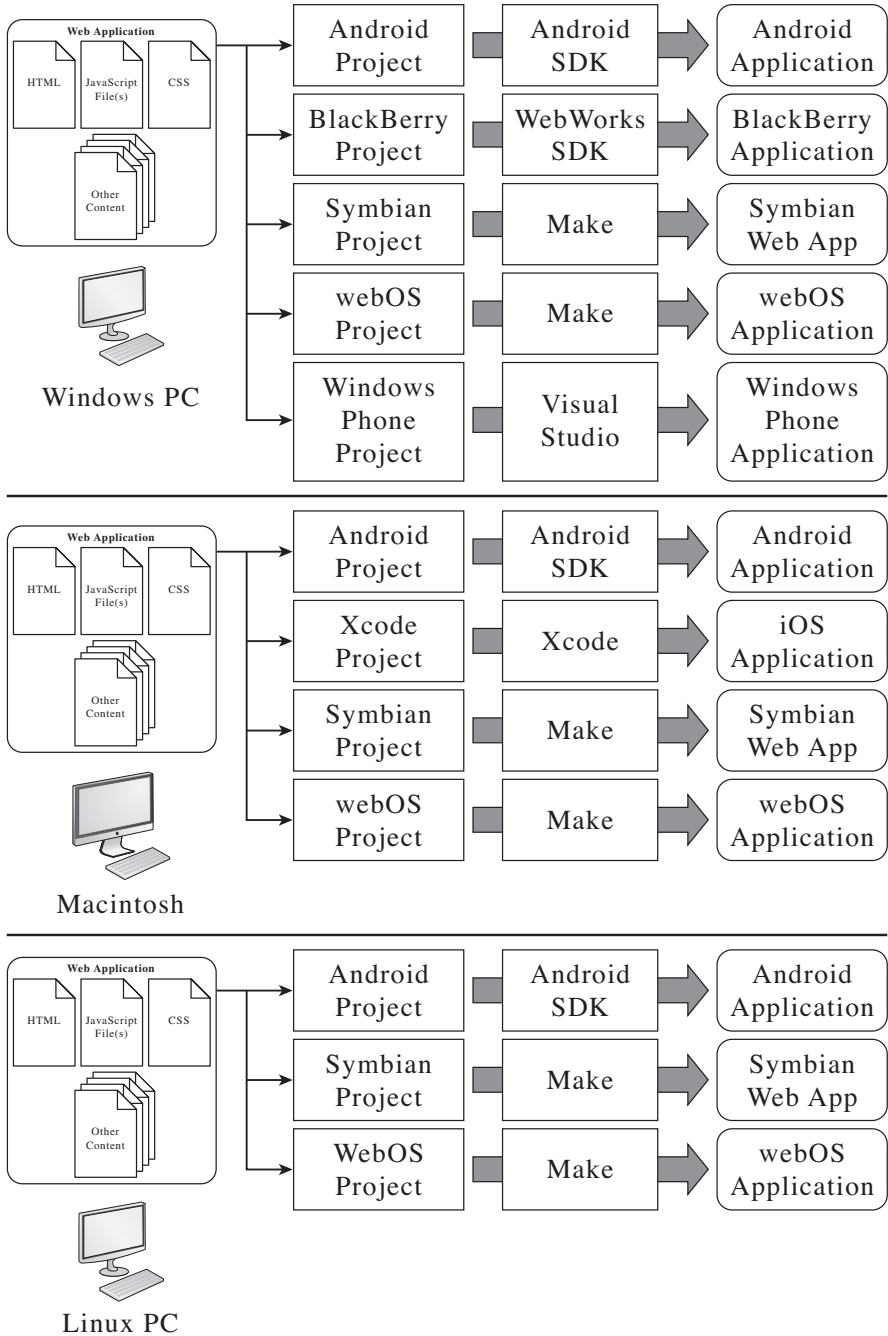 Web Application
HTML
JavaScript
File(s)
CSS
Other
Content
Windows PC
Android
Project
Android
SDK
Android
Application
BlackBerry
Project
WebWorks
SDK
BlackBerry
Application
Symbian
Project
Make
Symbian
Web App
webOS
Project
Make
webOS
Application
Windows
Phone
Project
Visual
Studio
Windows
Phone
Application
Web Application
HTML
JavaScript
File(s)
CSS
Other
Content
Macintosh
Android
Project
Android
SDK
Android
Application
Xcode
Project
Xcode
iOS
Application
Symbian
Project
Make
Symbian
Web App
webOS
Project
Make
webOS
Application
Web Application
HTML
JavaScript
File(s)
CSS
Other
Content
Linux PC
Android
Project
Android
SDK
Android
Application
Symbian
Project
Make
Symbian
Web App
WebOS
Project
Make
webOS
Application